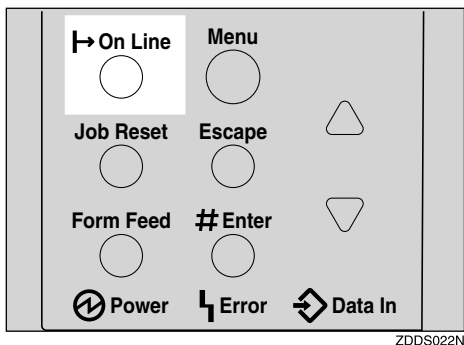 On Line Menu
Job Reset Escape
Form Feed # Enter
Power Error Data In
ZDDS022N